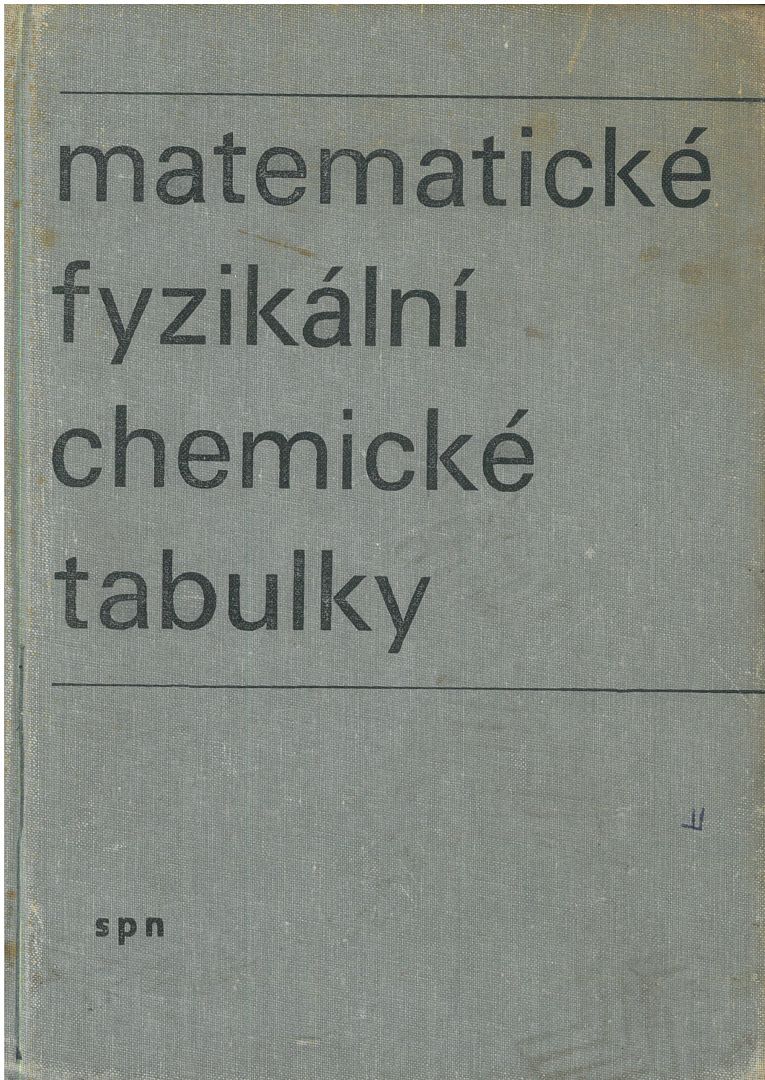 matematické
fyzikální
chemické
tabulky
spn